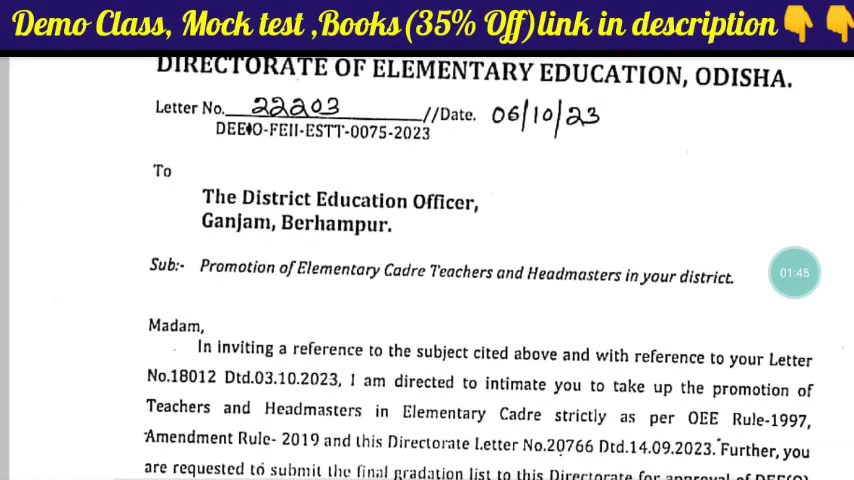 Demo Class, Mock test ,Books(35% Off)link in description
DIRECTORATE OF ELEMENTARY EDUCATION, ODISHA.
Letter No. 22203 //Date. 06/10/23
DEE-O-FEII-ESTT-0075-2023
To
The District Education Officer,
Ganjam, Berhampur.
Sub:- Promotion of Elementary Cadre Teachers and Headmasters in your district.
01:45
Madam,
In inviting a reference to the subject cited above and with reference to your Letter
No.18012 Dtd.03.10.2023, I am directed to intimate you to take up the promotion of
Teachers and Headmasters in Elementary Cadre strictly as per OEE Rule-1997,
Amendment Rule- 2019 and this Directorate Letter No.20766 Dtd.14.09.2023. Further, you
are requested to submit the final gradation list to this Directorate for approval of DEE(O)